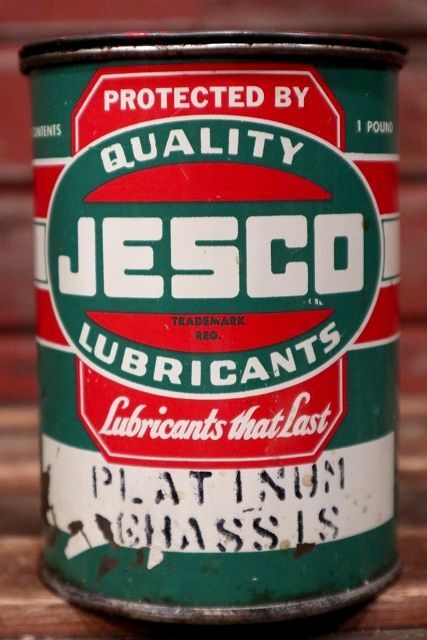 PROTECTED BY
CONTENTS
1 POUND
QUALITY
JESCO
TRADEMARK
REG.
LUBRICANTS
Lubricants that Last
PLATINUM
CHASSIS